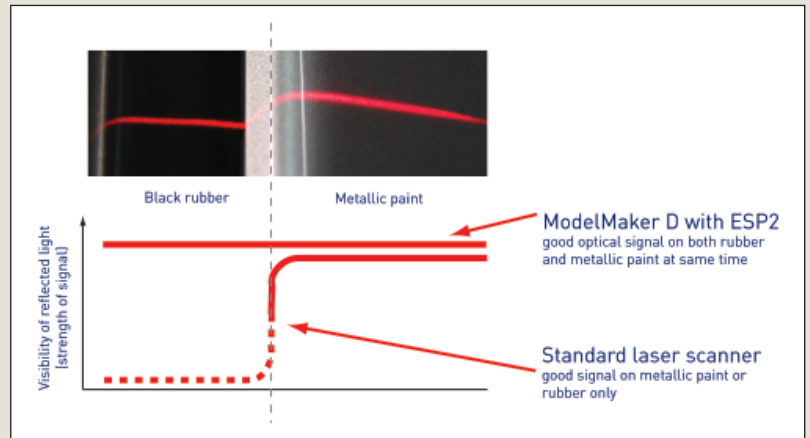 Black rubber
Metallic paint
Visibility of reflected light
[strength of signal]
ModelMaker D with ESP2
good optical signal on both rubber
and metallic paint at same time
Standard laser scanner
good signal on metallic paint or
rubber only